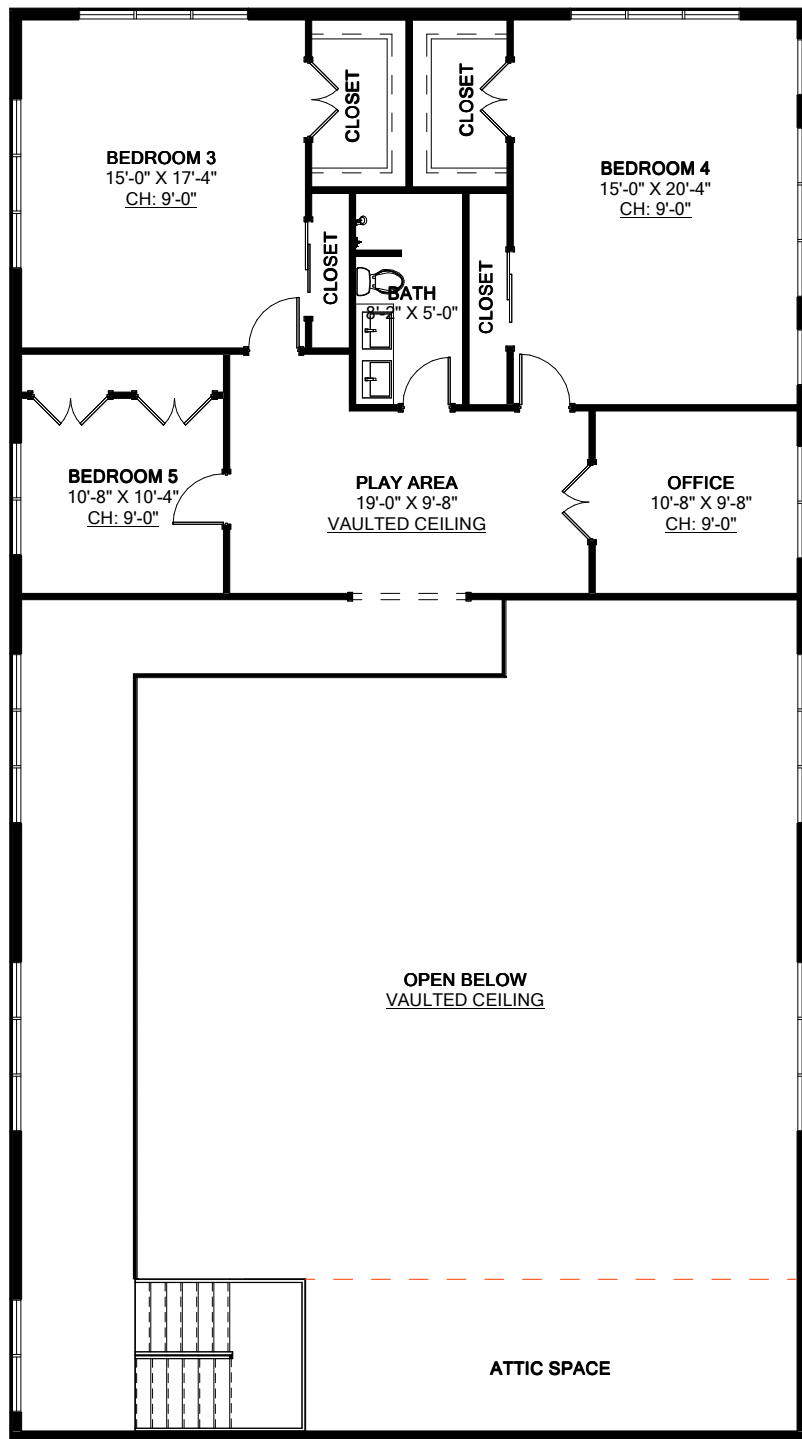 CLOSET
CLOSET
BEDROOM 3
15'-0" X 17'-4"
CH: 9'-0"
BEDROOM 4
15'-0" X 20'-4"
CH: 9'-0"
CLOSET
BATH
8'-2" X 5'-0"
CLOSET
BEDROOM 5
10'-8" X 10'-4"
CH: 9'-0"
PLAY AREA
19'-0" X 9'-8"
VAULTED CEILING
OFFICE
10'-8" X 9'-8"
CH: 9'-0"
OPEN BELOW
VAULTED CEILING
ATTIC SPACE